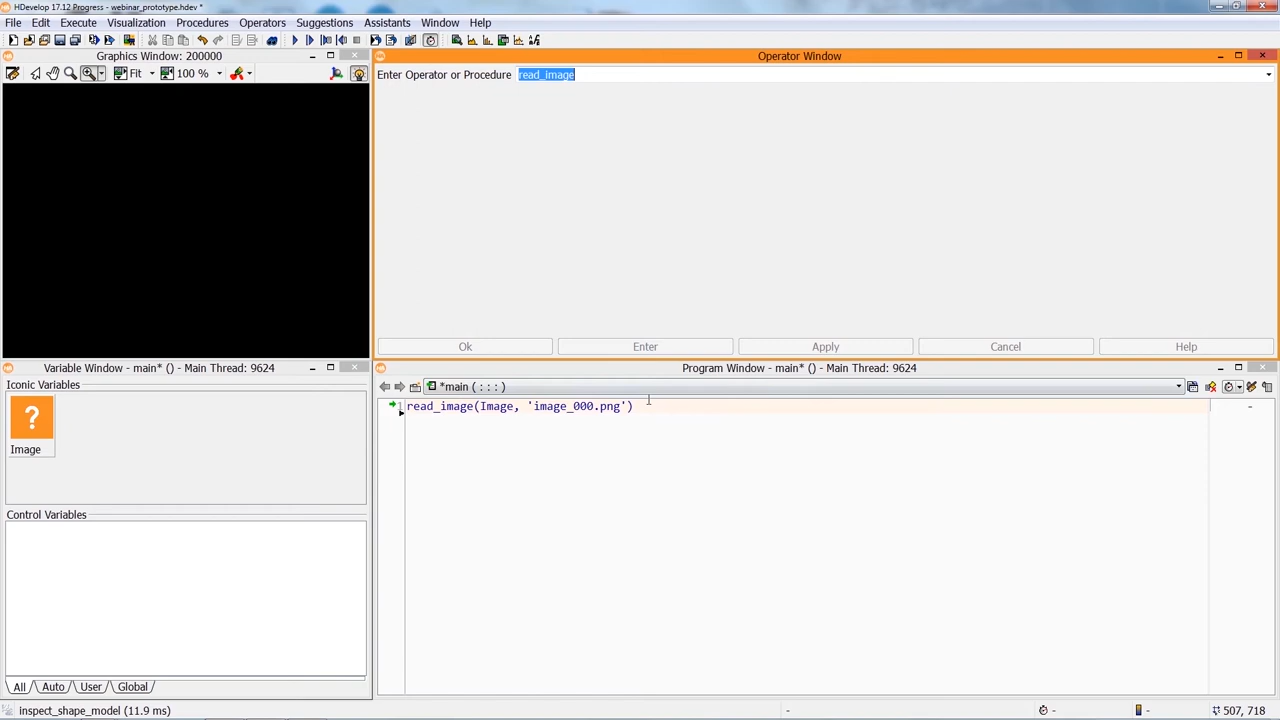 HDevelop 17.12 Progress - webinar_prototype.hdev *
File Edit Execute Visualization Procedures Operators Suggestions Assistants Window Help
Graphics Window: 200000
Fit 100 %
Operator Window
Enter Operator or Procedure read_image
Ok Enter Apply Cancel Help
Variable Window - main* () - Main Thread: 9624
Iconic Variables
?
Image
Control Variables
All Auto User Global
Program Window - main* () - Main Thread: 9624
*main ( : : : )
1 read_image(Image, 'image_000.png') -
inspect_shape_model (11.9 ms) - - - 507, 718